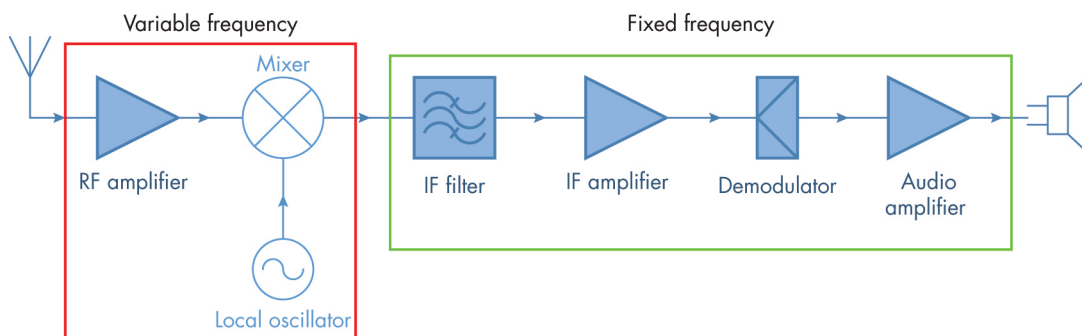 Variable frequency
Fixed frequency
Mixer
RF amplifier
IF filter
IF amplifier
Demodulator
Audio
amplifier
Local oscillator